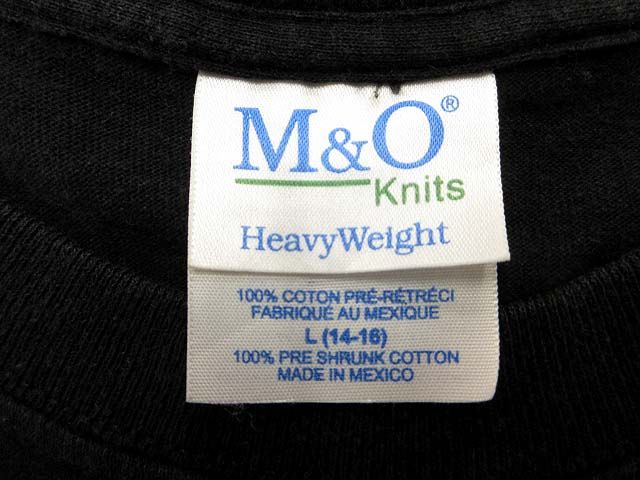 M&O®
Knits
HeavyWeight
100% COTON PRÉ-RÉTRÉCI
FABRIQUÉ AU MEXIQUE
L (14-16)
100% PRE SHRUNK COTTON
MADE IN MEXICO